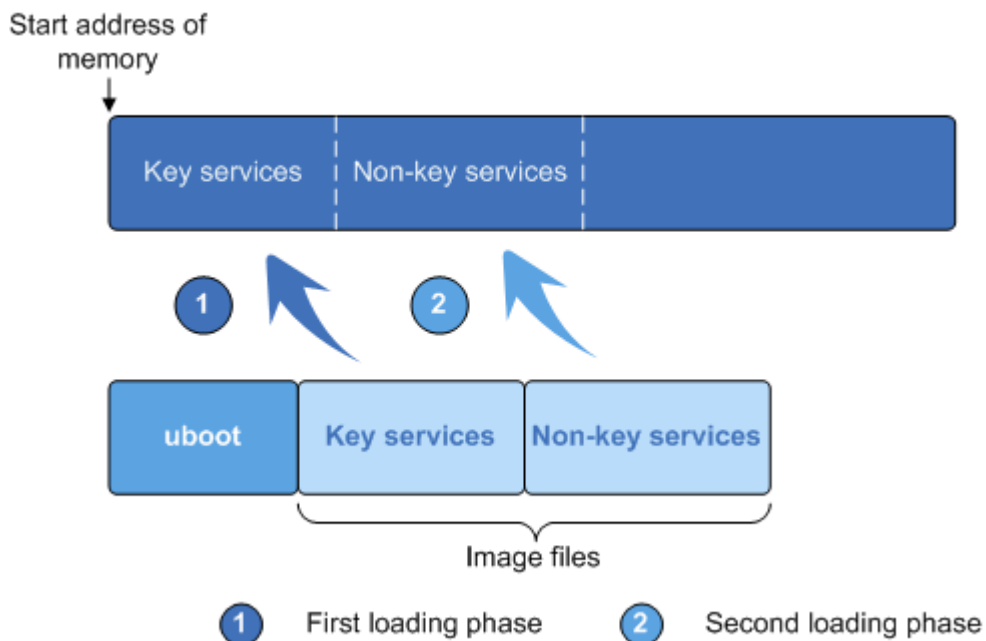 Start address of
memory
Key services
Non-key services
1
2
uboot
Key services
Non-key services
Image files
1 First loading phase
2 Second loading phase